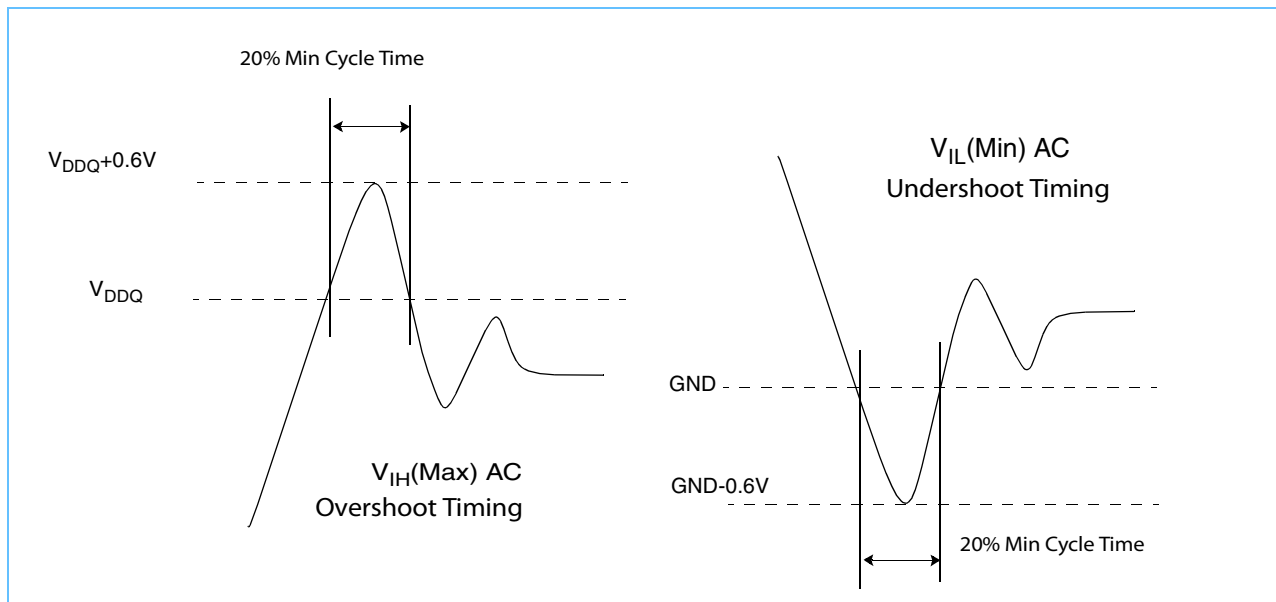 20% Min Cycle Time
VDDQ+0.6V
VDDQ
VIH(Max) AC
Overshoot Timing
VIL(Min) AC
Undershoot Timing
GND
GND-0.6V
20% Min Cycle Time